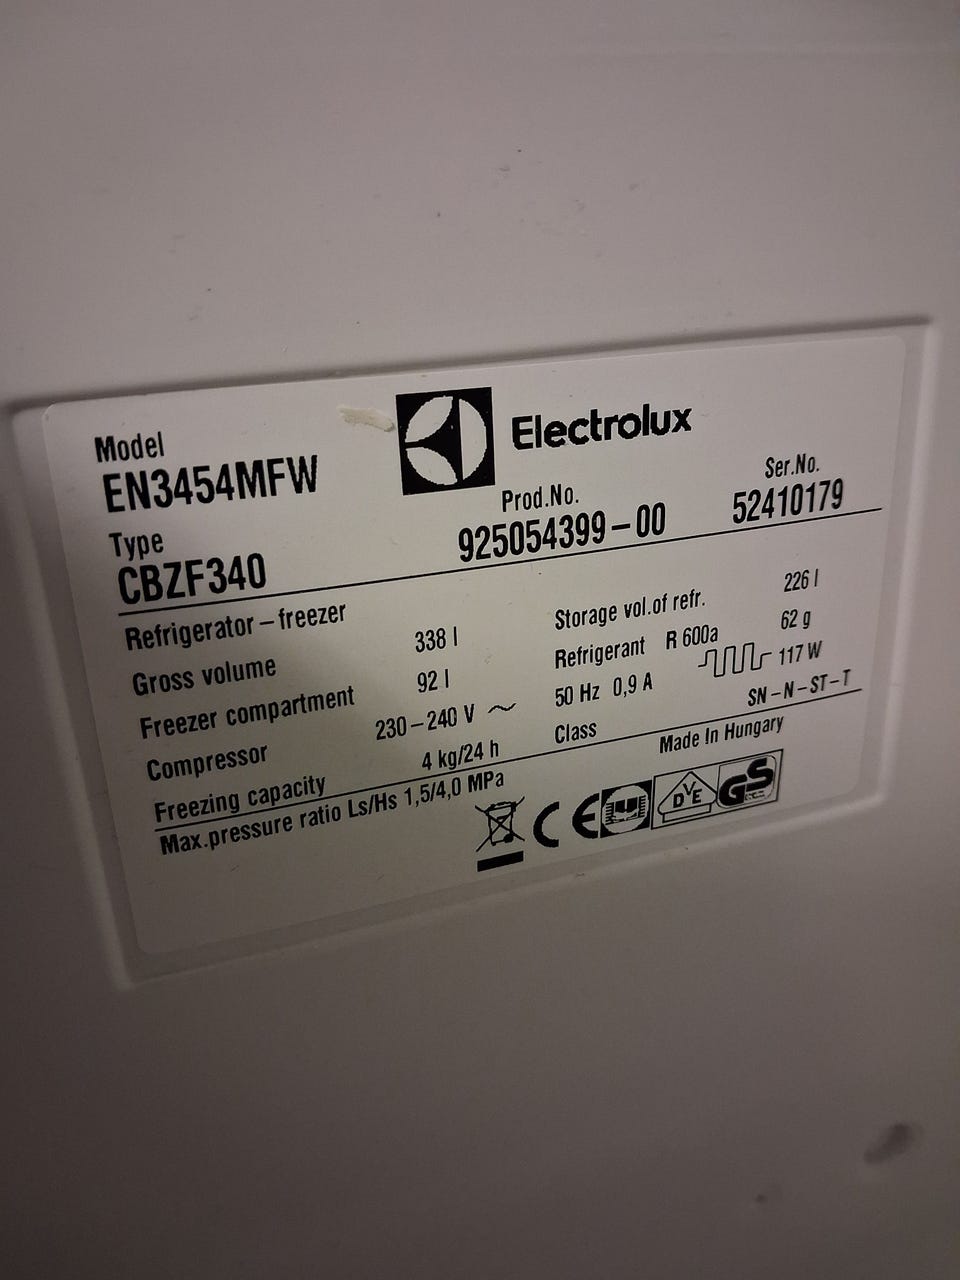 Electrolux
Model
EN3454MFW
Prod.No.
925054399-00
Ser.No.
52410179
Type
CBZF340
Refrigerator-freezer
Gross volume 338 l
Freezer compartment 92 l
Compressor 230-240 V ~
Freezing capacity 4 kg/24 h
Storage vol.of refr. 226 l
Refrigerant R 600a 62 g
50 Hz 0,9 A 117 W
Class SN-N-ST-T
Max.pressure ratio Ls/Hs 1,5/4,0 MPa
Made In Hungary
CE
DVE
GS